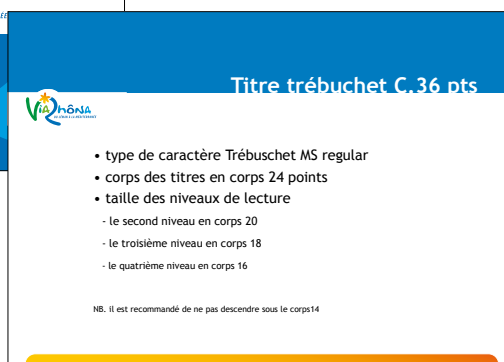 Titre trébuchet C.36 pts
ViaRhôna
• type de caractère Trébuschet MS regular
• corps des titres en corps 24 points
• taille des niveaux de lecture
- le second niveau en corps 20
- le troisième niveau en corps 18
- le quatrième niveau en corps 16
NB. il est recommandé de ne pas descendre sous le corps14